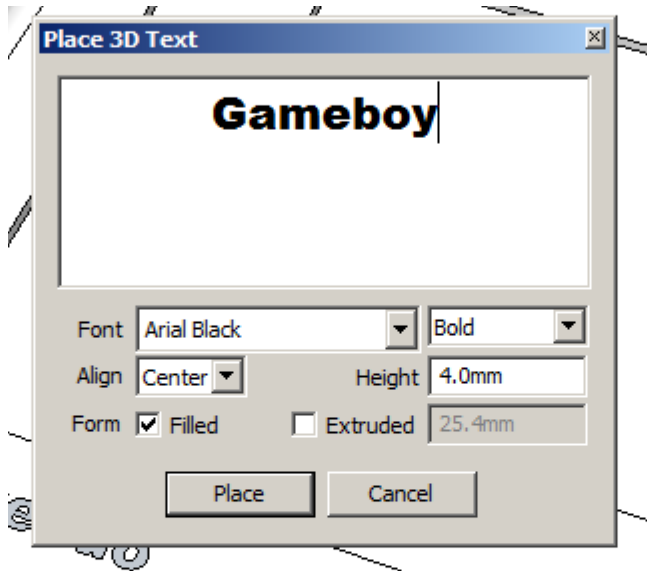 Place 3D Text
Gameboy
Font Arial Black Bold
Align Center Height 4.0mm
Form Filled Extruded 25.4mm
Place Cancel